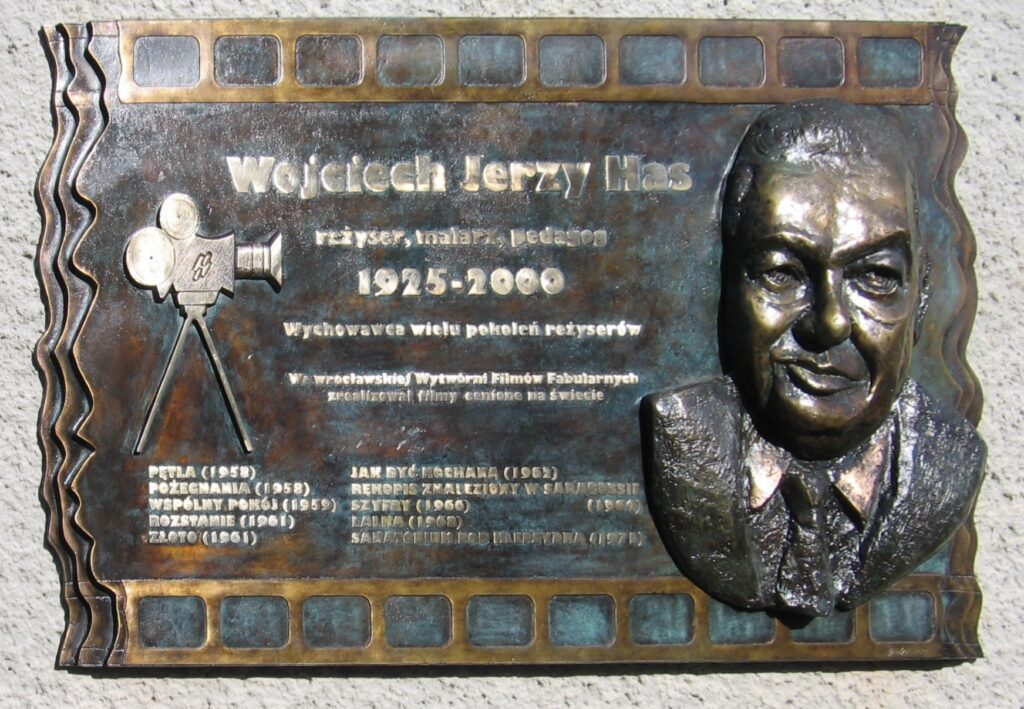 Wojciech Jerzy Has
reżyser, malarz, pedagog
1925-2000
Wychowawca wielu pokoleń reżyserów
We wrocławskiej Wytwórni Filmów Fabularnych
zrealizował filmy cenione na świecie
PĘTLA (1958)
POŻEGNANIA (1958)
WSPÓLNY POKÓJ (1959)
ROZSTANIE (1961)
ZŁOTO (1961)
JAK BYĆ KOCHANĄ (1962)
RĘKOPIS ZNALEZIONY W SARAGOSSIE
SZYFRY (1966) (1964)
LALKA (1968)
SANATORIUM POD KLEPSYDRĄ (1971)